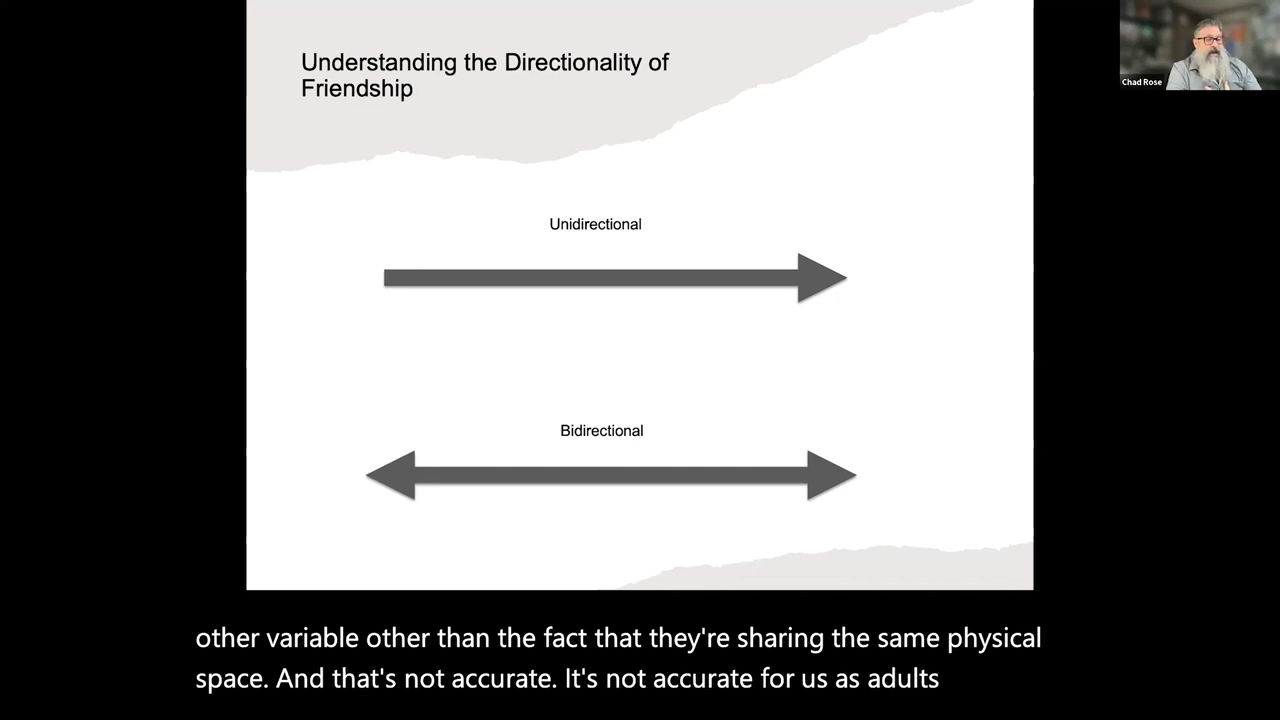 Understanding the Directionality of
Friendship
Chad Rose
Unidirectional
Bidirectional
other variable other than the fact that they're sharing the same physical
space. And that's not accurate. It's not accurate for us as adults